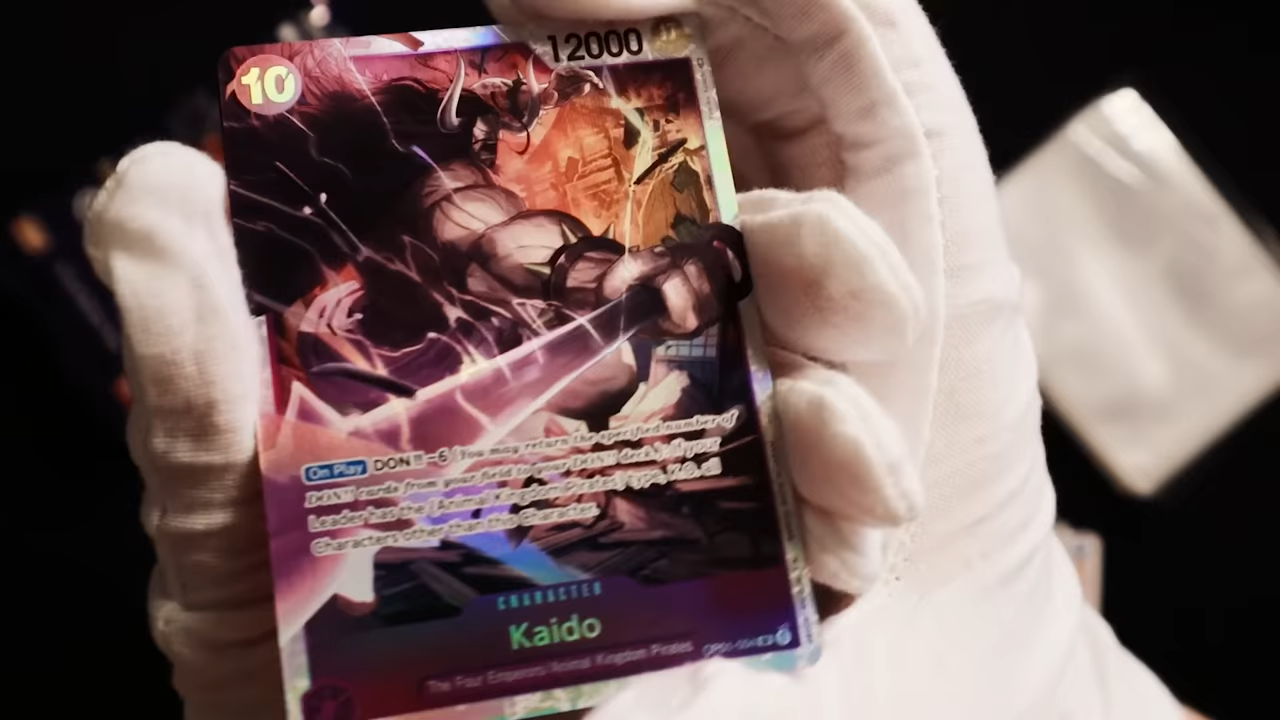 12000
10
On Play DON!! −6 (You may return the specified number of
DON!! cards from your field to your DON!! deck.): If your
Leader has the {Animal Kingdom Pirates} type, K.O. all
Characters other than this Character.
CHARACTER
Kaido
The Four Emperors/Animal Kingdom Pirates